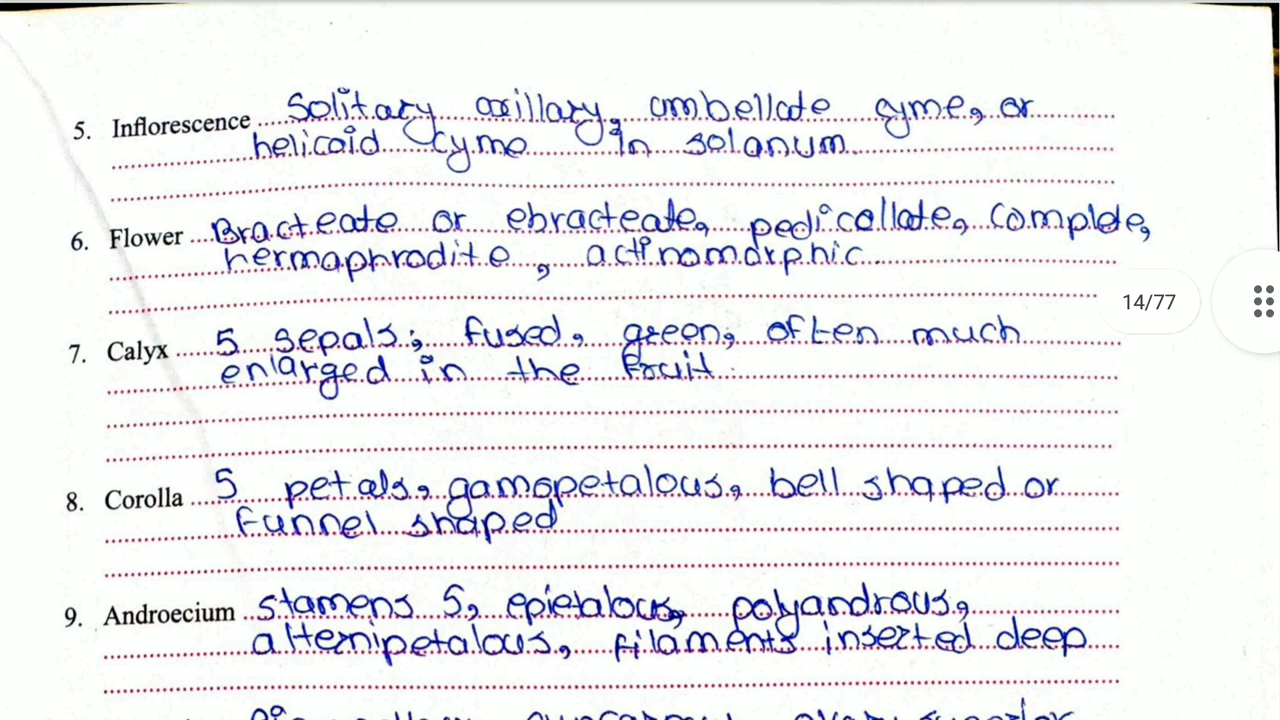 5. Inflorescence Solitary axillary, umbellate cyme, or
helicoid cyme in solanum
6. Flower Bracteate or ebracteate, pedicellate, Complete,
hermaphrodite, actinomorphic
14/77
7. Calyx 5 sepals; fused, green, often much
enlarged in the fruit.
8. Corolla 5 petals, gamopetalous, bell shaped or
funnel shaped
9. Androecium stamens 5, epietalous, polyandrous,
alternipetalous, filaments inserted deep